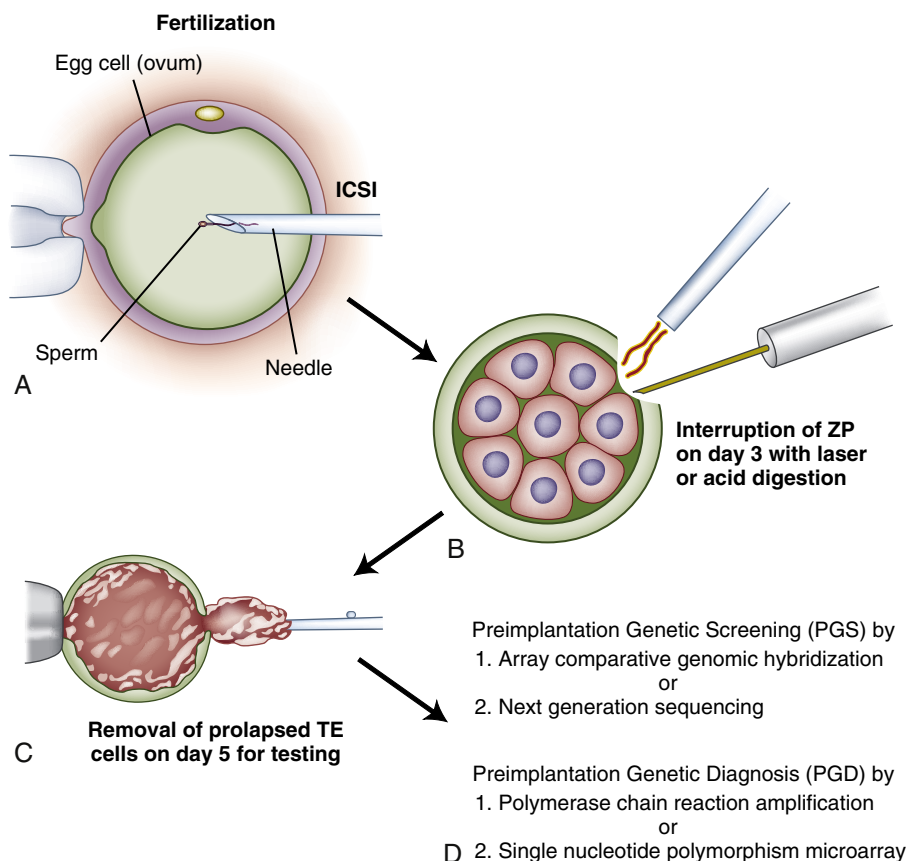 Fertilization
Egg cell (ovum)
ICSI
Sperm
Needle
A
Interruption of ZP
on day 3 with laser
or acid digestion
B
Removal of prolapsed TE
cells on day 5 for testing
C
Preimplantation Genetic Screening (PGS) by
1. Array comparative genomic hybridization
or
2. Next generation sequencing
Preimplantation Genetic Diagnosis (PGD) by
1. Polymerase chain reaction amplification
or
D 2. Single nucleotide polymorphism microarray